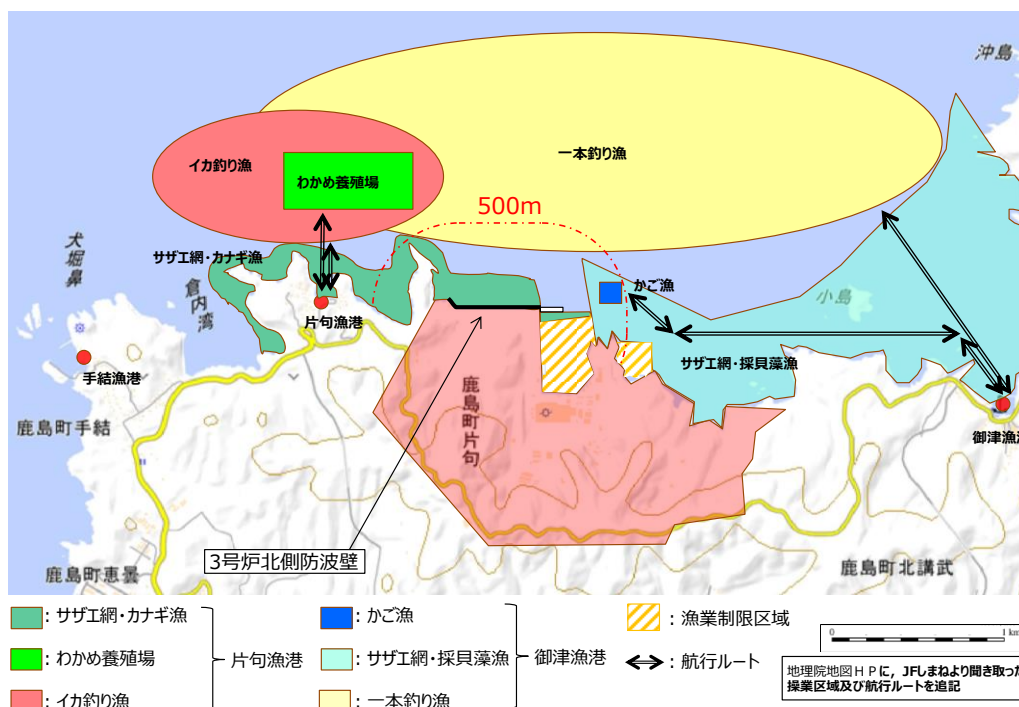 沖島
イカ釣り漁
一本釣り漁
わかめ養殖場
500m
犬堀鼻
サザエ網・カナギ漁
倉内湾
かご漁
小島
片句漁港
手結漁港
サザエ網・採貝藻漁
鹿島町片句
鹿島町手結
御津漁港
3号炉北側防波壁
鹿島町恵曇
鹿島町北講武
:サザエ網・カナギ漁
:わかめ養殖場
:イカ釣り漁
片句漁港
:かご漁
:サザエ網・採貝藻漁
:一本釣り漁
御津漁港
:漁業制限区域
:航行ルート
0 1 km
地理院地図HPに,JFしまねより聞き取った
操業区域及び航行ルートを追記